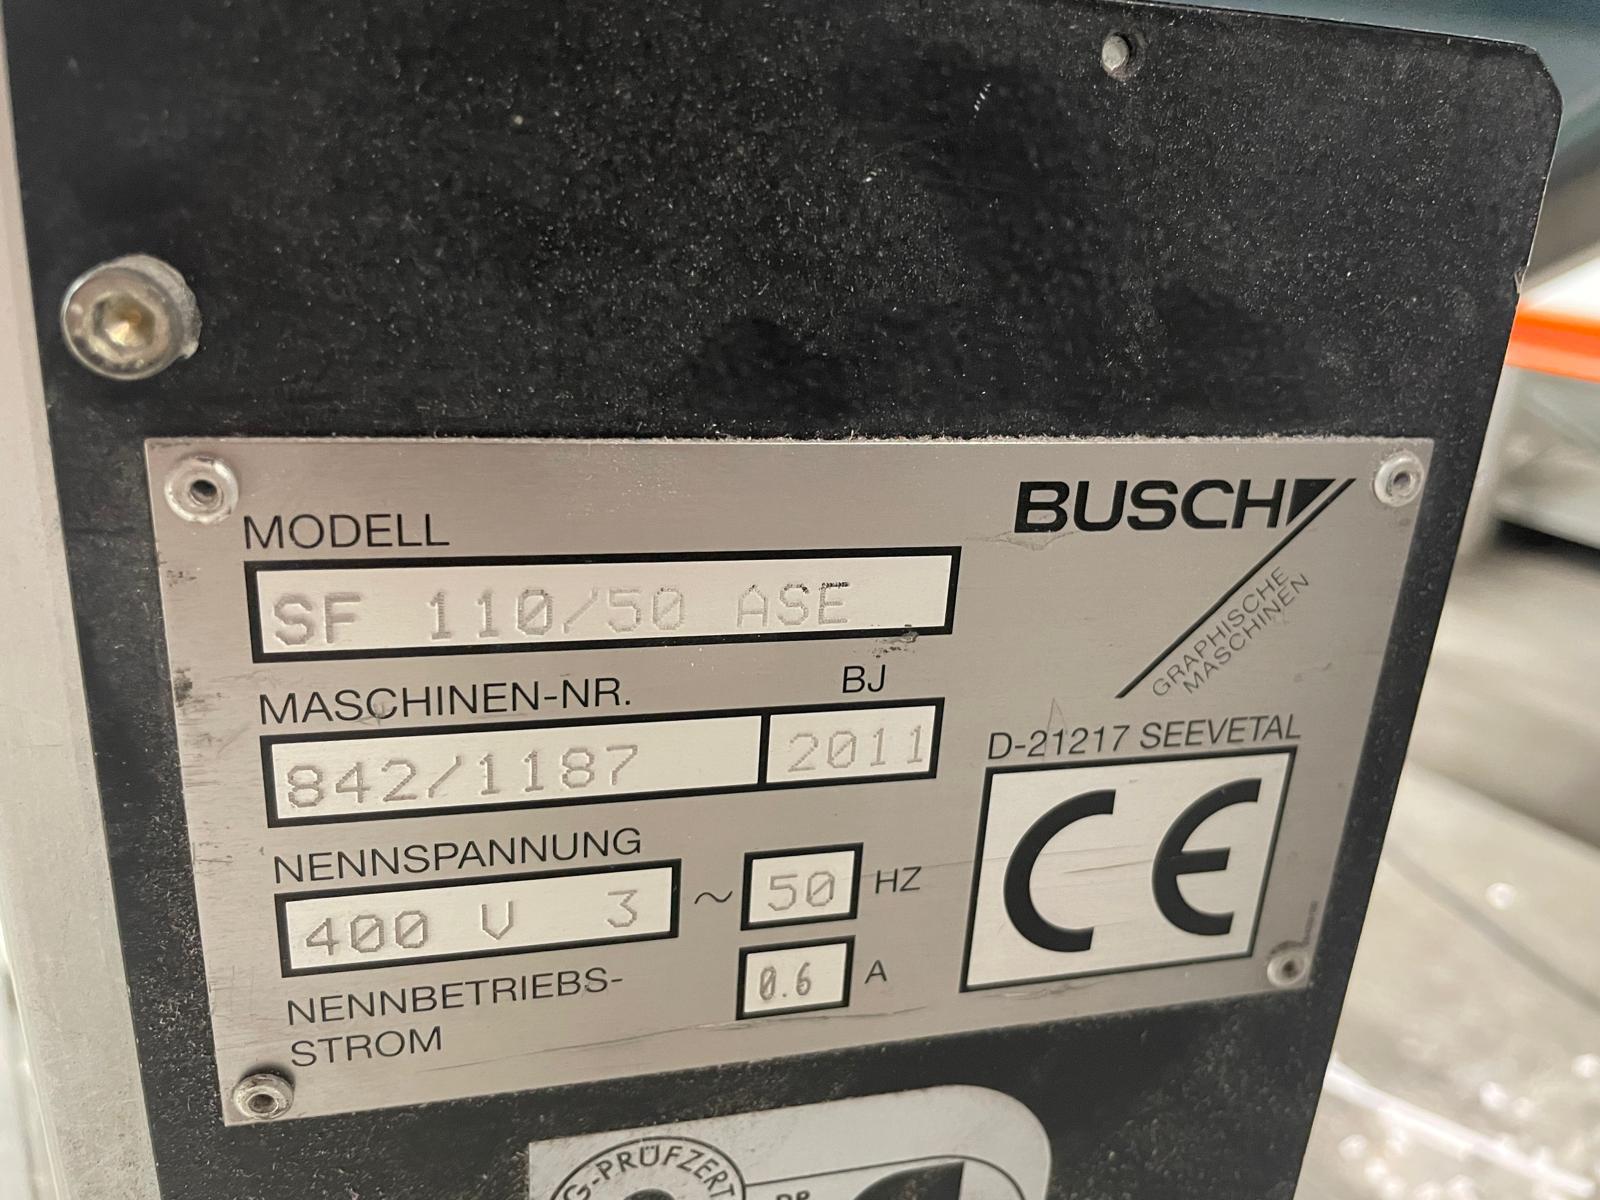 BUSCH
GRAPHISCHE
MASCHINEN
MODELL
SF 110/50 ASE
MASCHINEN-NR. BJ
842/1187 2011
D-21217 SEEVETAL
CE
NENNSPANNUNG
400 V 3 ~ 50 HZ
NENNBETRIEBS-
STROM 0.6 A
G-PRÜFZERT